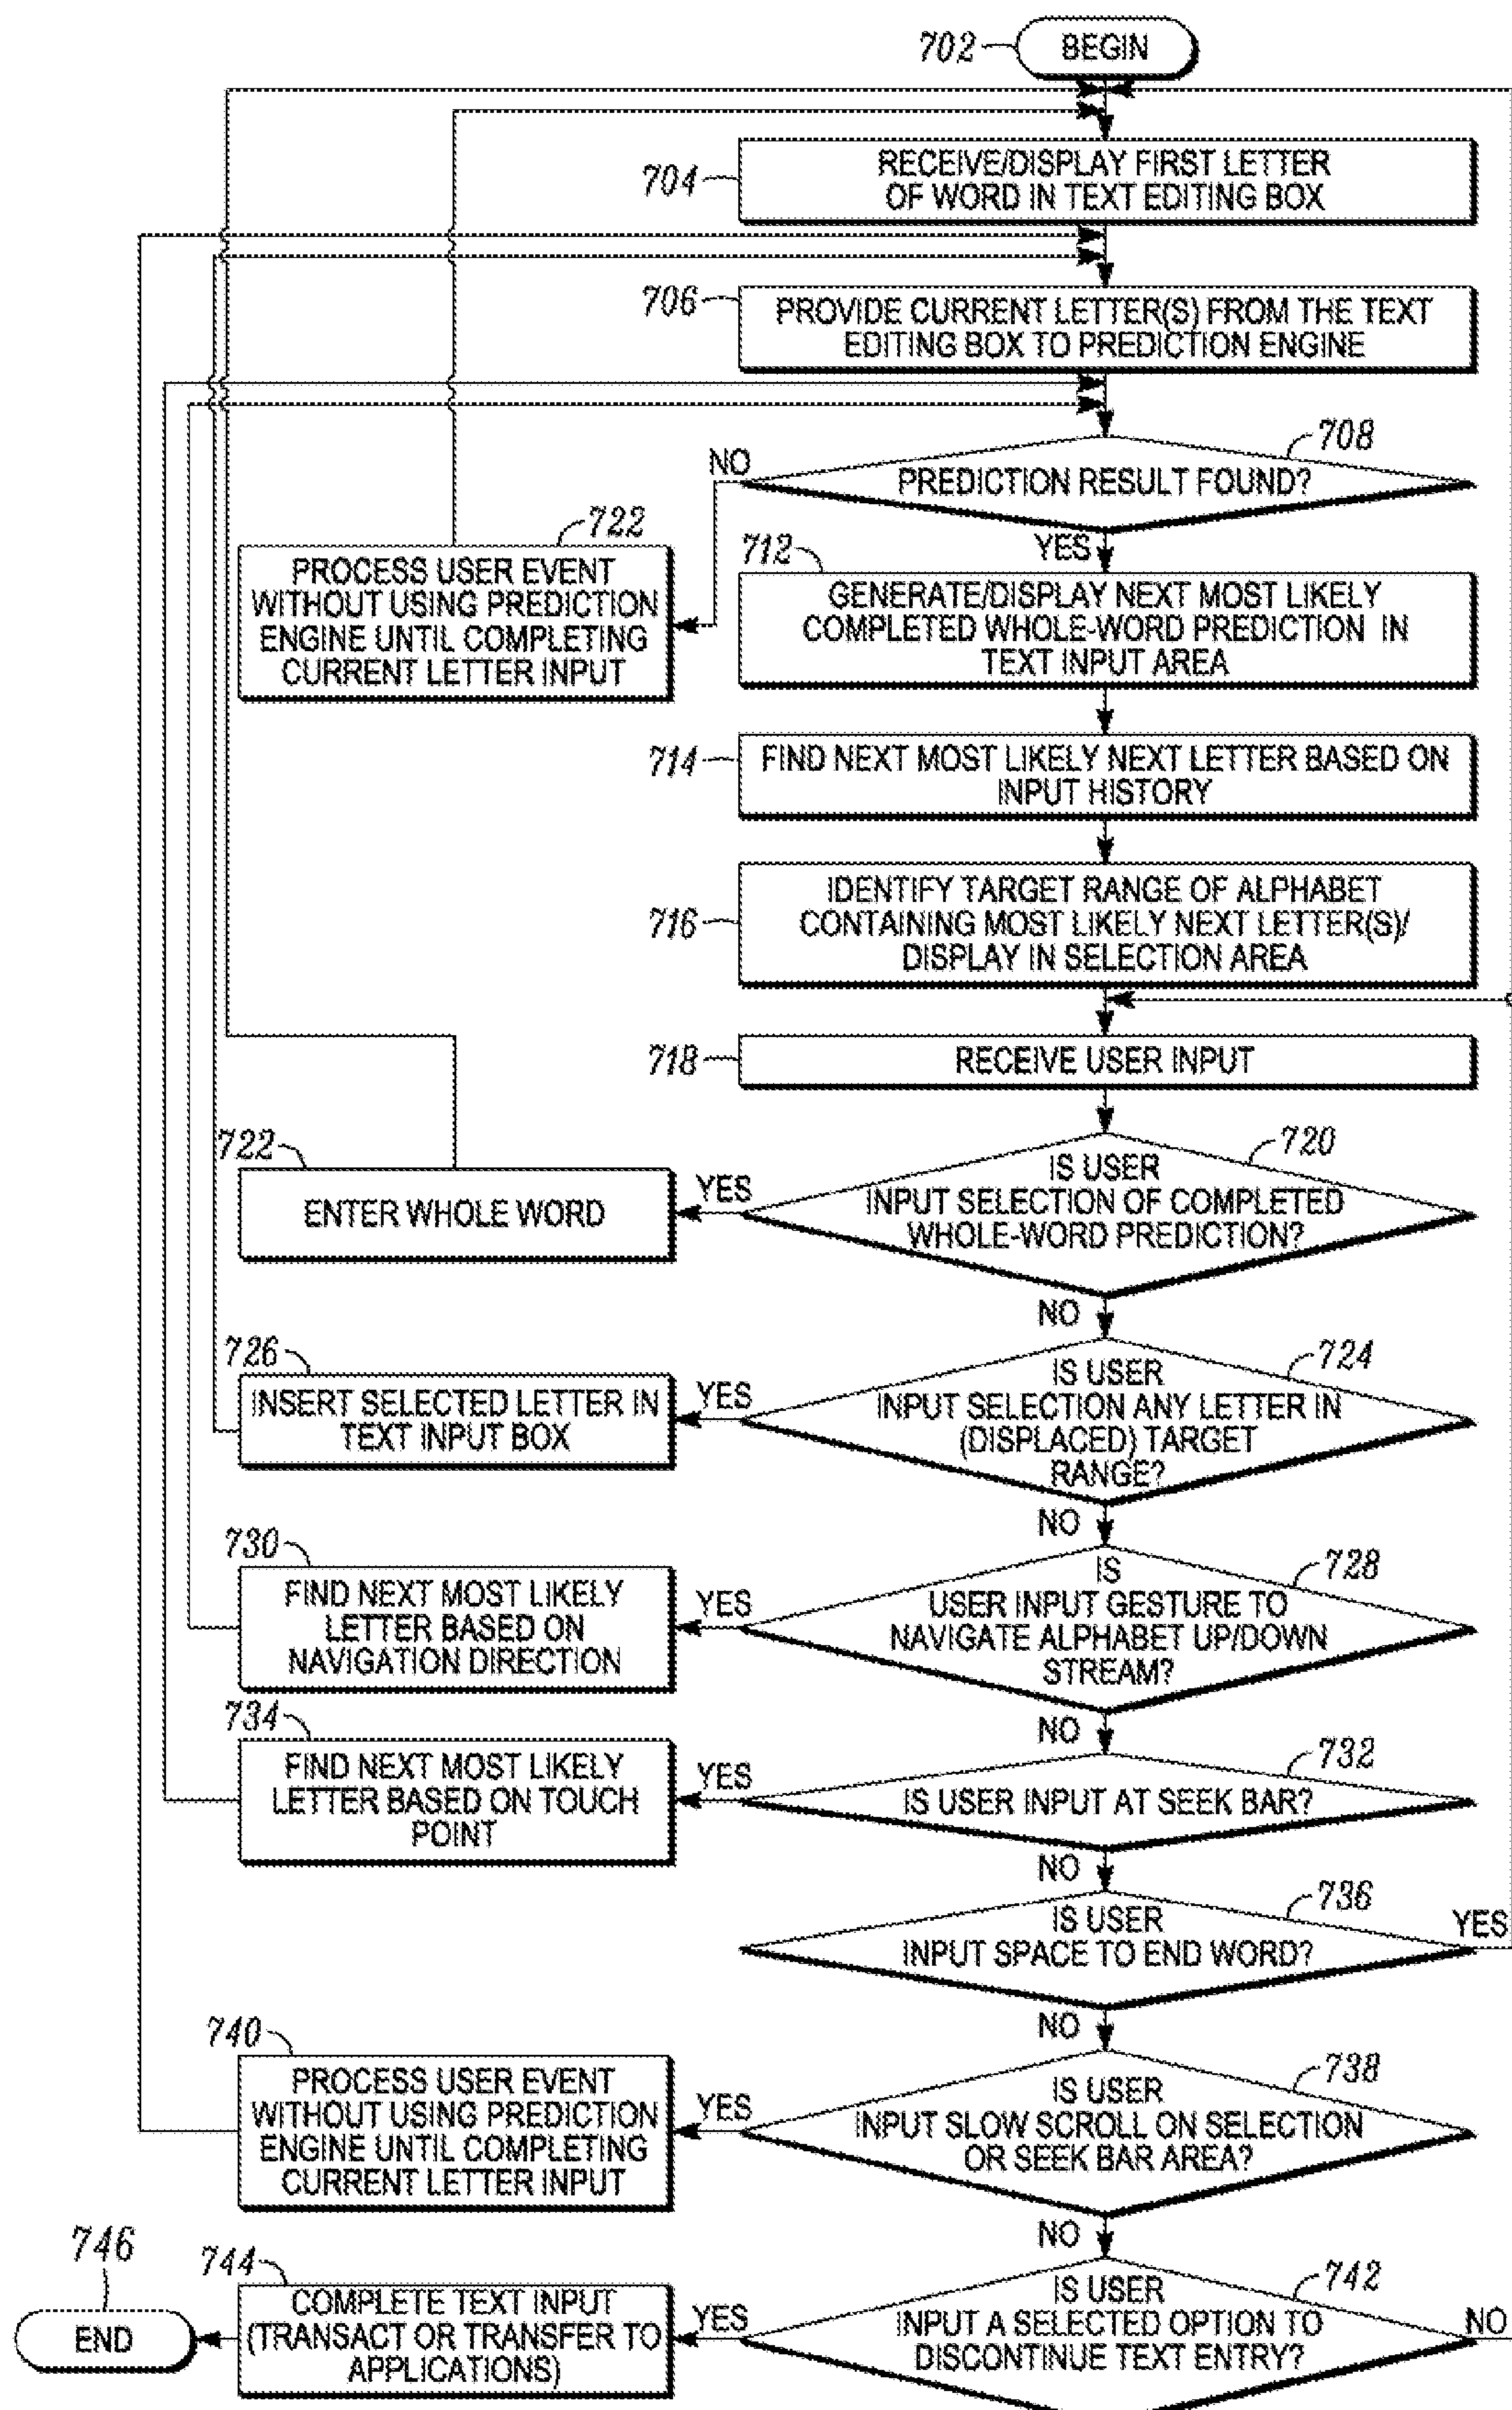 702
BEGIN
704
RECEIVE/DISPLAY FIRST LETTER
OF WORD IN TEXT EDITING BOX
706
PROVIDE CURRENT LETTER(S) FROM THE TEXT
EDITING BOX TO PREDICTION ENGINE
708
NO
PREDICTION RESULT FOUND?
YES
722
PROCESS USER EVENT
WITHOUT USING PREDICTION
ENGINE UNTIL COMPLETING
CURRENT LETTER INPUT
712
GENERATE/DISPLAY NEXT MOST LIKELY
COMPLETED WHOLE-WORD PREDICTION IN
TEXT INPUT AREA
714
FIND NEXT MOST LIKELY NEXT LETTER BASED ON
INPUT HISTORY
716
IDENTIFY TARGET RANGE OF ALPHABET
CONTAINING MOST LIKELY NEXT LETTER(S)/
DISPLAY IN SELECTION AREA
718
RECEIVE USER INPUT
720
IS USER
INPUT SELECTION OF COMPLETED
WHOLE-WORD PREDICTION?
YES
722
ENTER WHOLE WORD
NO
724
IS USER
INPUT SELECTION ANY LETTER IN
(DISPLACED) TARGET
RANGE?
YES
726
INSERT SELECTED LETTER IN
TEXT INPUT BOX
NO
728
IS
USER INPUT GESTURE TO
NAVIGATE ALPHABET UP/DOWN
STREAM?
YES
730
FIND NEXT MOST LIKELY
LETTER BASED ON
NAVIGATION DIRECTION
NO
732
IS USER INPUT AT SEEK BAR?
YES
734
FIND NEXT MOST LIKELY
LETTER BASED ON TOUCH
POINT
NO
736
IS USER
INPUT SPACE TO END WORD?
YES
NO
738
IS USER
INPUT SLOW SCROLL ON SELECTION
OR SEEK BAR AREA?
YES
740
PROCESS USER EVENT
WITHOUT USING PREDICTION
ENGINE UNTIL COMPLETING
CURRENT LETTER INPUT
NO
742
IS USER
INPUT A SELECTED OPTION TO
DISCONTINUE TEXT ENTRY?
NO
YES
744
COMPLETE TEXT INPUT
(TRANSACT OR TRANSFER TO
APPLICATIONS)
746
END